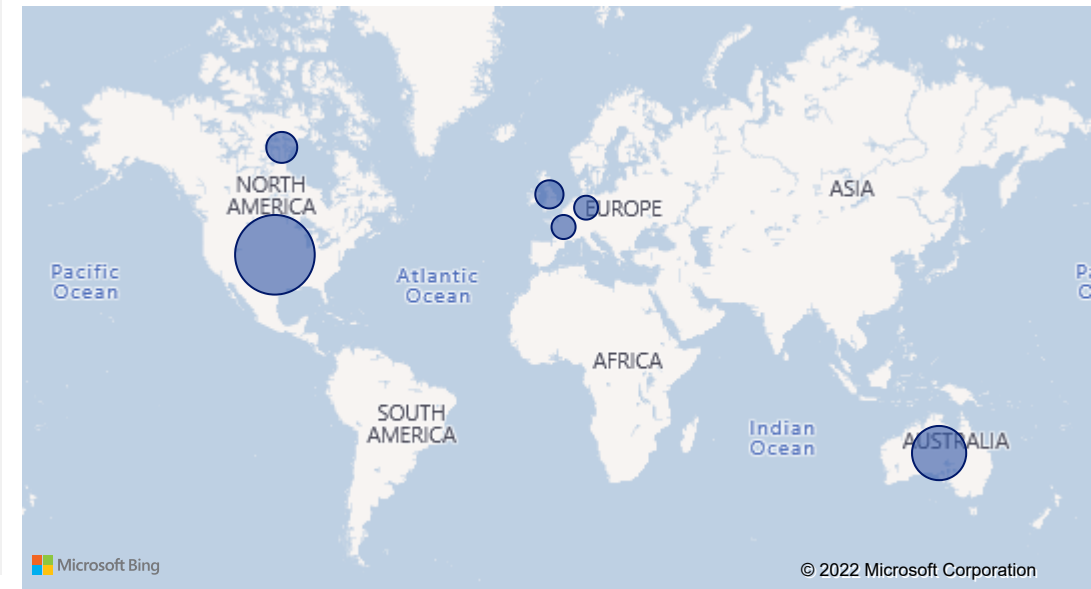 NORTH
AMERICA
EUROPE
ASIA
Pacific
Ocean
Atlantic
Ocean
AFRICA
SOUTH
AMERICA
Indian
Ocean
AUSTRALIA
Microsoft Bing
© 2022 Microsoft Corporation